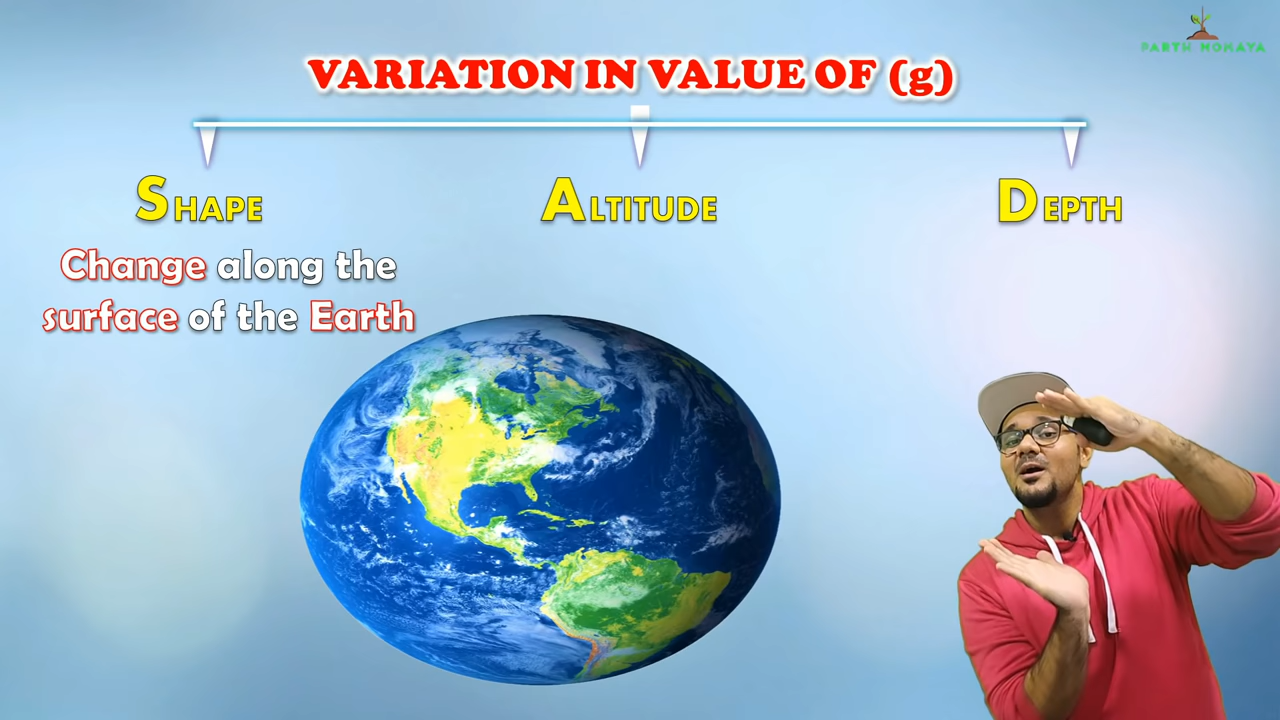 PARTH MOMAYA
VARIATION IN VALUE OF (g)
SHAPE
ALTITUDE
DEPTH
Change along the
surface of the Earth